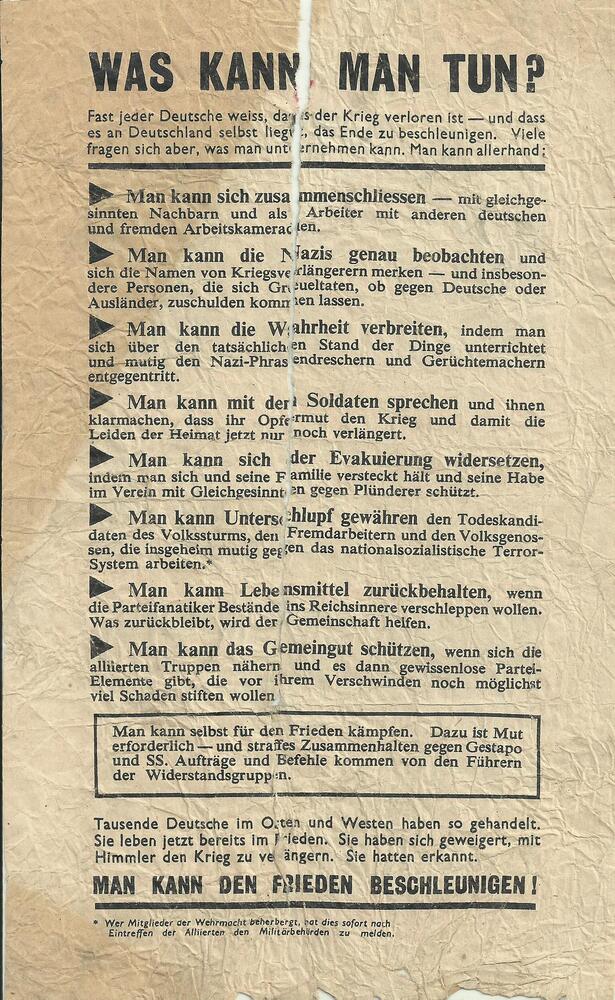 WAS KANN MAN TUN?
Fast jeder Deutsche weiss, dass der Krieg verloren ist — und dass
es an Deutschland selbst liegt, das Ende zu beschleunigen. Viele
fragen sich aber, was man unternehmen kann. Man kann allerhand:
Man kann sich zusammenschliessen — mit gleichge-
sinnten Nachbarn und als Arbeiter mit anderen deutschen
und fremden Arbeitskameraden.
Man kann die Nazis genau beobachten und
sich die Namen von Kriegsverlängerern merken — und insbeson-
dere Personen, die sich Greueltaten, ob gegen Deutsche oder
Ausländer, zuschulden kommen lassen.
Man kann die Wahrheit verbreiten, indem man
sich über den tatsächlichen Stand der Dinge unterrichtet
und mutig den Nazi-Phrasendreschern und Gerüchtemachern
entgegentritt.
Man kann mit den Soldaten sprechen und ihnen
klarmachen, dass ihr Opfermut den Krieg und damit die
Leiden der Heimat jetzt nur noch verlängert.
Man kann sich der Evakuierung widersetzen,
indem man sich und seine Familie versteckt hält und seine Habe
im Verein mit Gleichgesinnten gegen Plünderer schützt.
Man kann Unterschlupf gewähren den Todeskandi-
daten des Volkssturms, den Fremdarbeitern und den Volksgenos-
sen, die insgeheim mutig gegen das nationalsozialistische Terror-
System arbeiten.*
Man kann Lebensmittel zurückbehalten, wenn
die Parteifanatiker Bestände ins Reichsinnere verschleppen wollen.
Was zurückbleibt, wird der Gemeinschaft helfen.
Man kann das Gemeingut schützen, wenn sich die
alliierten Truppen nähern und es dann gewissenlose Partei-
Elemente gibt, die vor ihrem Verschwinden noch möglichst
viel Schaden stiften wollen
Man kann selbst für den Frieden kämpfen. Dazu ist Mut
erforderlich — und straffes Zusammenhalten gegen Gestapo
und SS. Aufträge und Befehle kommen von den Führern
der Widerstandsgruppen.
Tausende Deutsche im Osten und Westen haben so gehandelt.
Sie leben jetzt bereits im Frieden. Sie haben sich geweigert, mit
Himmler den Krieg zu verlängern. Sie hatten erkannt.
MAN KANN DEN FRIEDEN BESCHLEUNIGEN!
* Wer Mitglieder der Wehrmacht beherbergt, hat dies sofort nach
Eintreffen der Alliierten den Militärbehörden zu melden.